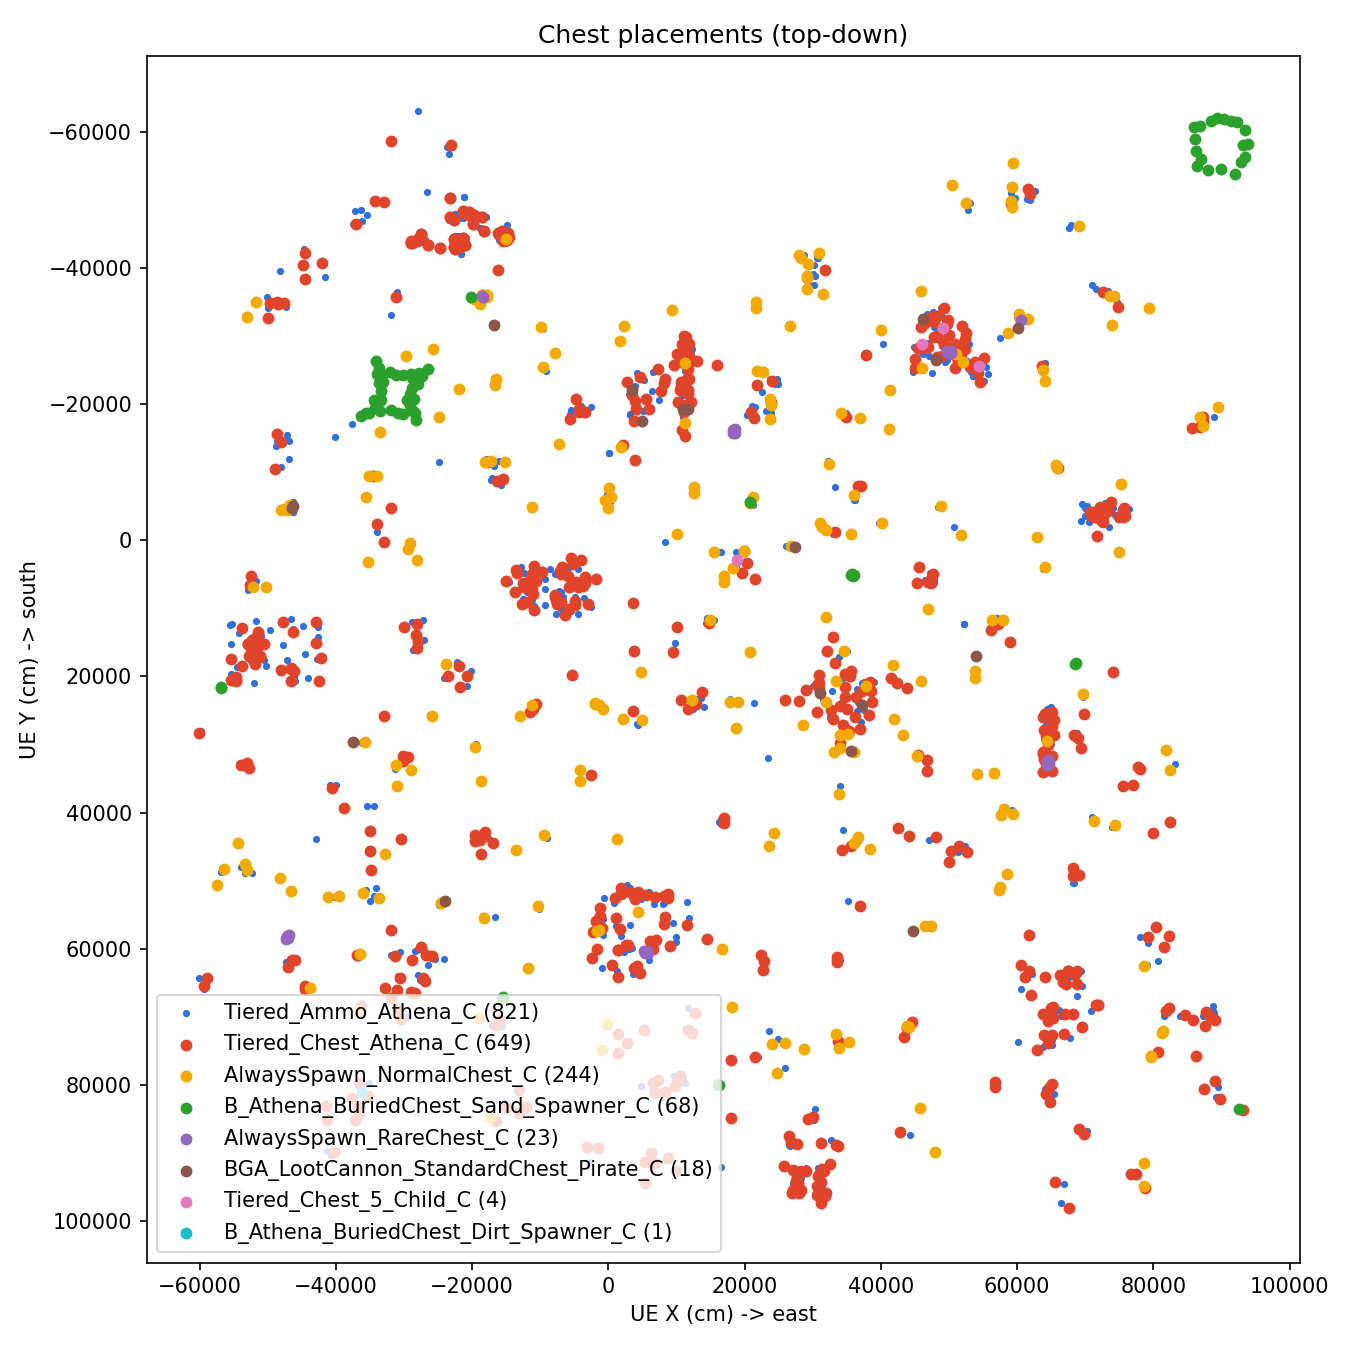 Chest placements (top-down)
−60000
−40000
−20000
0
20000
40000
60000
80000
100000
UE Y (cm) -> south
Tiered_Ammo_Athena_C (821)
Tiered_Chest_Athena_C (649)
AlwaysSpawn_NormalChest_C (244)
B_Athena_BuriedChest_Sand_Spawner_C (68)
AlwaysSpawn_RareChest_C (23)
BGA_LootCannon_StandardChest_Pirate_C (18)
Tiered_Chest_5_Child_C (4)
B_Athena_BuriedChest_Dirt_Spawner_C (1)
−60000 −40000 −20000 0 20000 40000 60000 80000 100000
UE X (cm) -> east